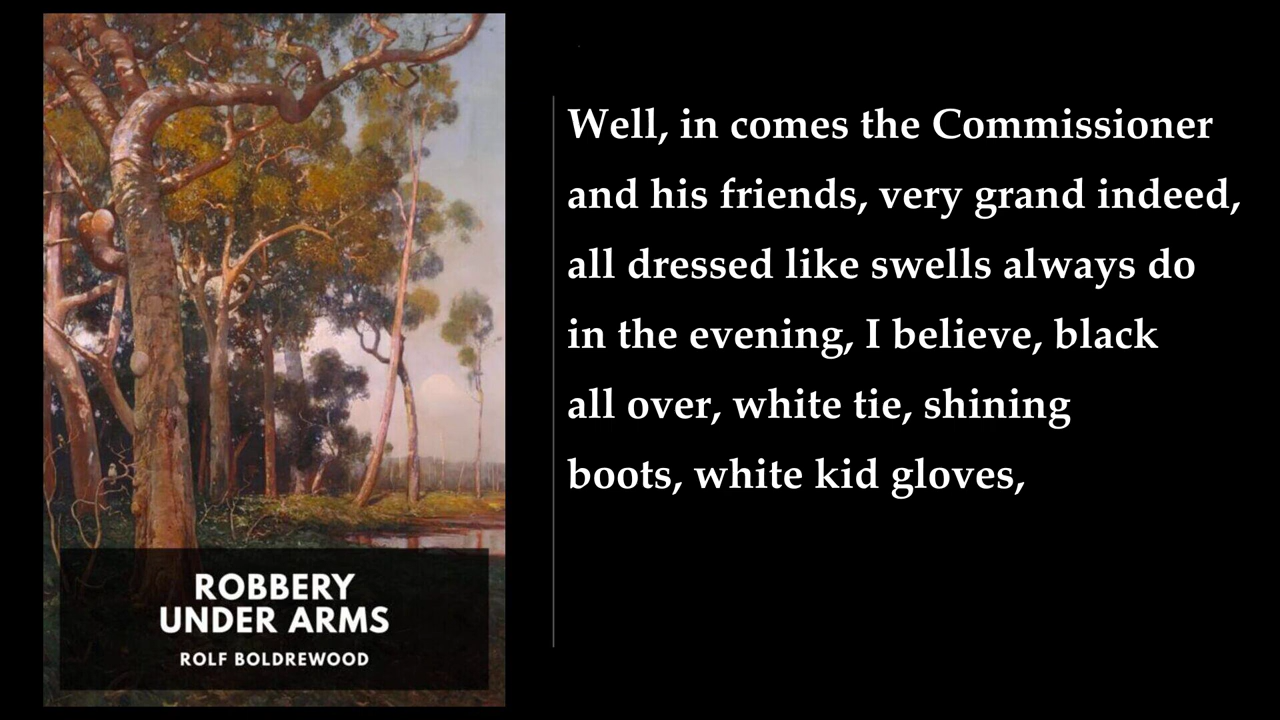 Well, in comes the Commissioner
and his friends, very grand indeed,
all dressed like swells always do
in the evening, I believe, black
all over, white tie, shining
boots, white kid gloves,
ROBBERY
UNDER ARMS
ROLF BOLDREWOOD